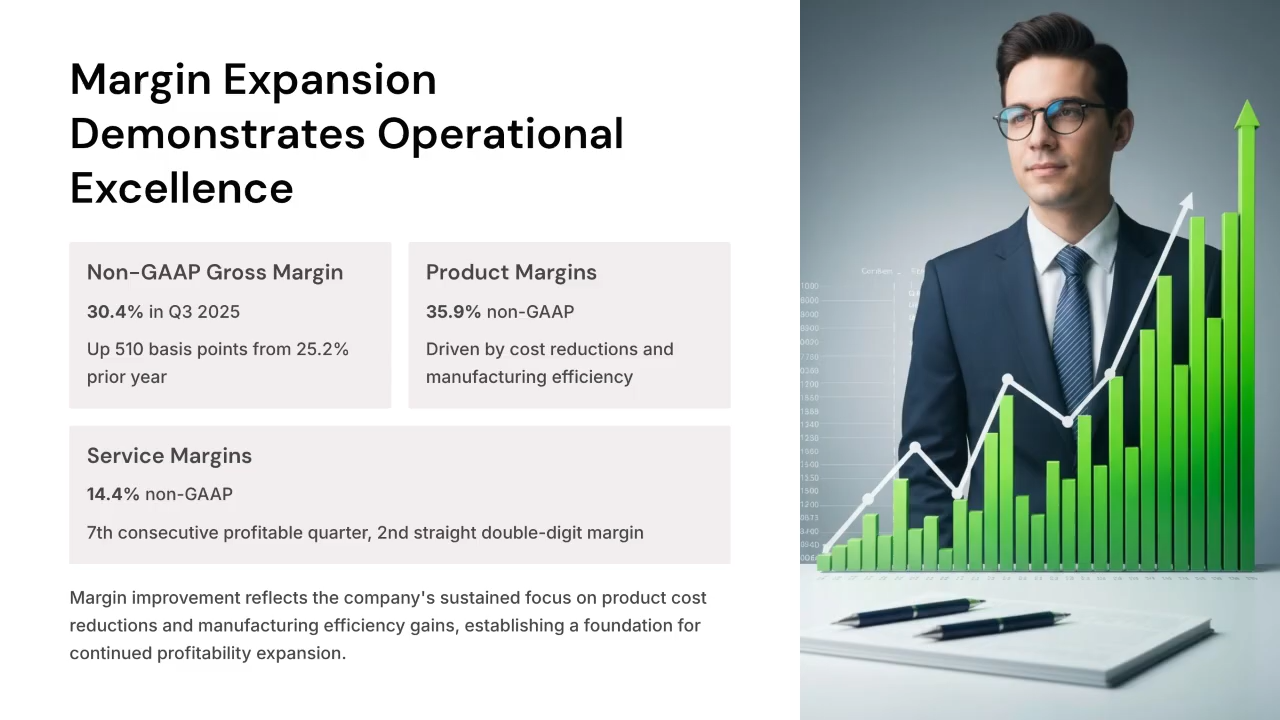 Margin Expansion
Demonstrates Operational
Excellence
Non-GAAP Gross Margin
30.4% in Q3 2025
Up 510 basis points from 25.2%
prior year
Product Margins
35.9% non-GAAP
Driven by cost reductions and
manufacturing efficiency
Service Margins
14.4% non-GAAP
7th consecutive profitable quarter, 2nd straight double-digit margin
Margin improvement reflects the company's sustained focus on product cost
reductions and manufacturing efficiency gains, establishing a foundation for
continued profitability expansion.